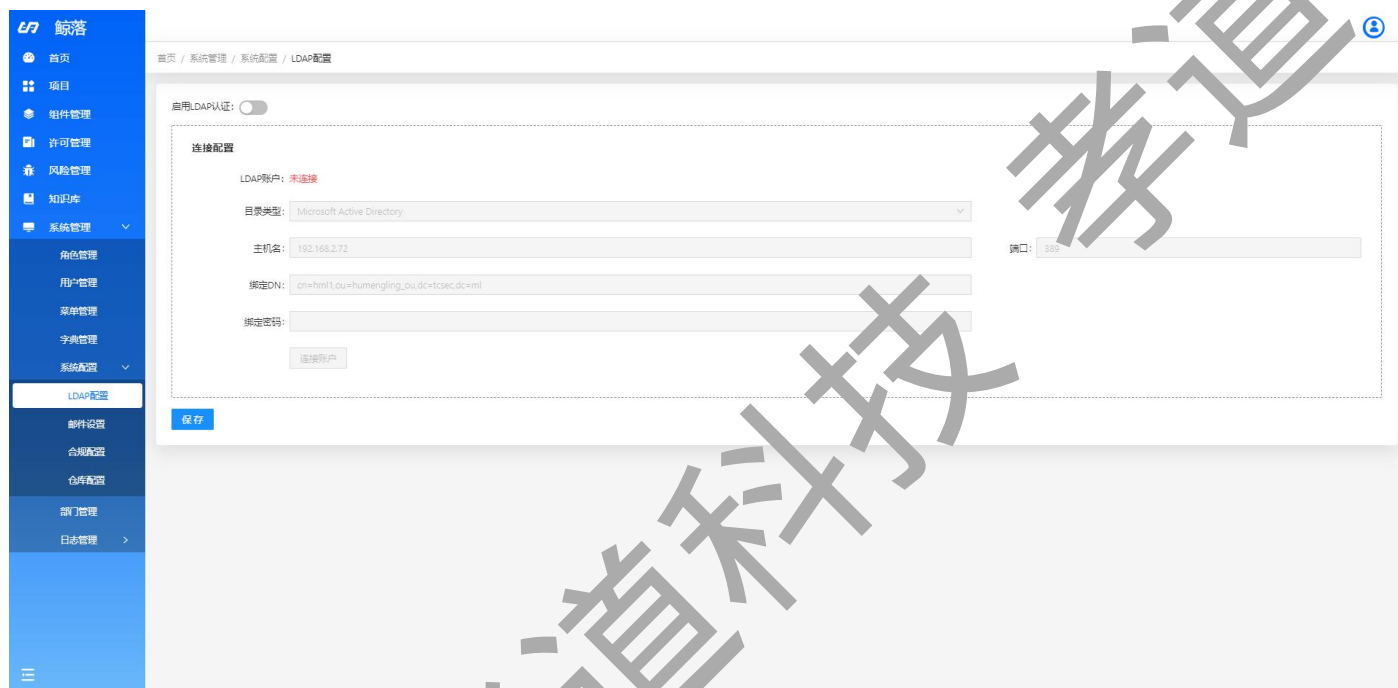 鲸落
首页
项目
组件管理
许可管理
风险管理
知识库
系统管理
角色管理
用户管理
菜单管理
字典管理
系统配置
LDAP配置
邮件设置
合规配置
仓库配置
部门管理
日志管理
首页 / 系统管理 / 系统配置 / LDAP配置
启用LDAP认证:
连接配置
LDAP账户: 未连接
目录类型: Microsoft Active Directory
主机名: 192.168.2.72 端口: 389
绑定DN: cn=hml1,ou=humengling_ou,dc=tcsec,dc=ml
绑定密码:
连接账户
保存
孝道科技